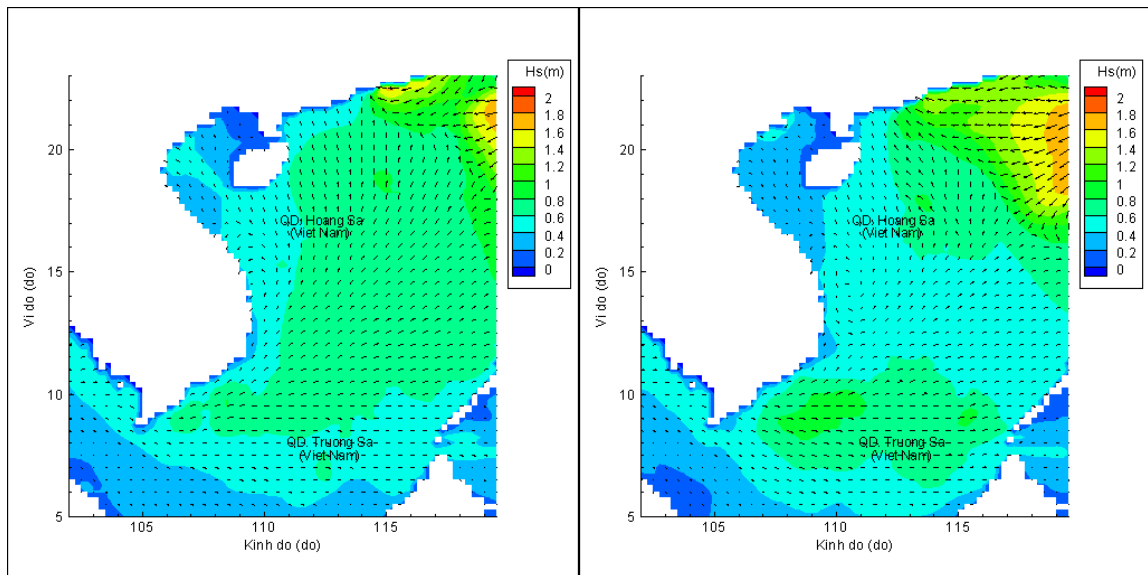 Hs(m)
2
1.8
1.6
1.4
1.2
1
0.8
0.6
0.4
0.2
0
20
15
10
5
Vi do (do)
QD. Hoang Sa
(Viet Nam)
QD. Truong Sa
(Viet Nam)
105
110
115
Kinh do (do)
Hs(m)
2
1.8
1.6
1.4
1.2
1
0.8
0.6
0.4
0.2
0
20
15
10
5
Vi do (do)
QD. Hoang Sa
(Viet Nam)
QD. Truong Sa
(Viet Nam)
105
110
115
Kinh do (do)